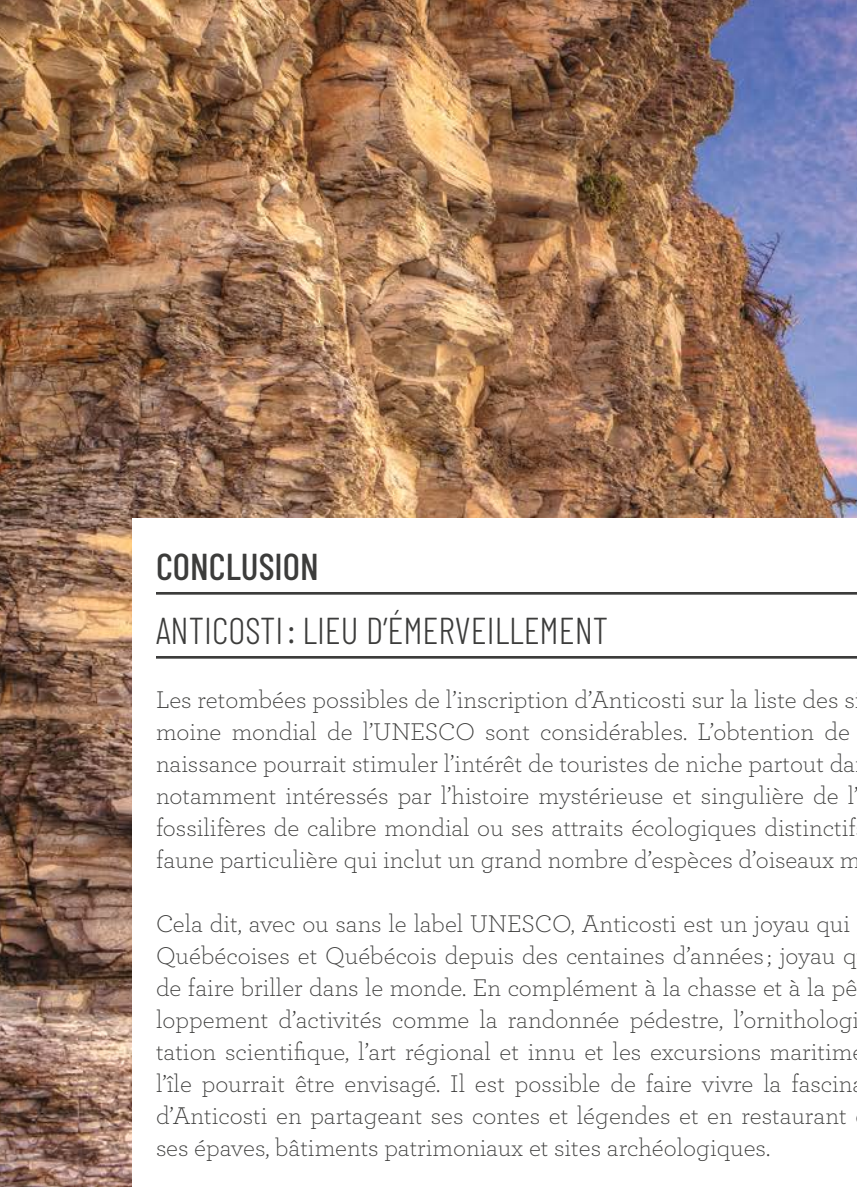 CONCLUSION
ANTICOSTI : LIEU D’ÉMERVEILLEMENT
Les retombées possibles de l’inscription d’Anticosti sur la liste des
moine mondial de l’UNESCO sont considérables. L’obtention de
naissance pourrait stimuler l’intérêt de touristes de niche partout
notamment intéressés par l’histoire mystérieuse et singulière de
fossilifères de calibre mondial ou ses attraits écologiques
faune particulière qui inclut un grand nombre d’espèces d’oiseaux
Cela dit, avec ou sans le label UNESCO, Anticosti est un joyau qui
Québécoises et Québécois depuis des centaines d’années ; joyau
de faire briller dans le monde. En complément à la chasse et à la
loppement d’activités comme la randonnée pédestre,
tation scientifique, l’art régional et innu et les excursions
l’île pourrait être envisagé. Il est possible de faire vivre la
d’Anticosti en partageant ses contes et légendes et en restaurant
ses épaves, bâtiments patrimoniaux et sites archéologiques.